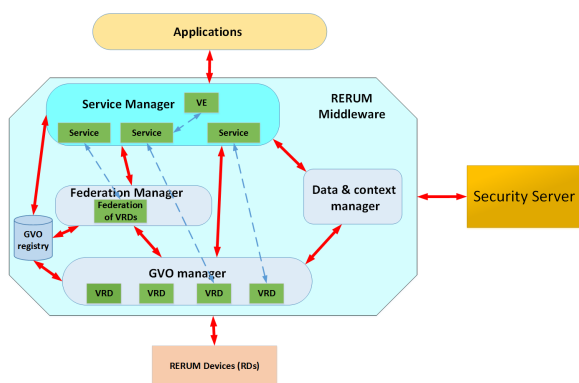 Applications
Service Manager
VE
RERUM
Middleware
Service
Service
Service
Federation Manager
Federation
of VRDs
Data & context
manager
Security Server
GVO
registry
GVO manager
VRD
VRD
VRD
VRD
RERUM Devices (RDs)